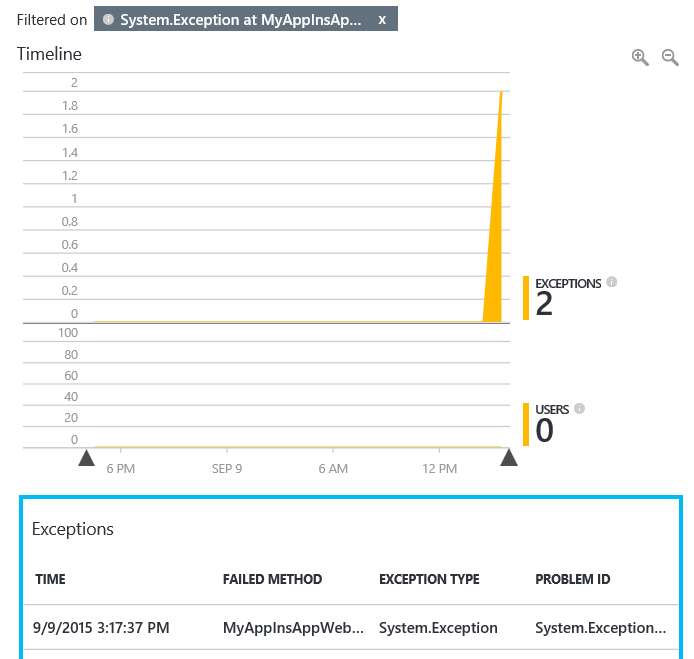 Filtered on System.Exception at MyAppInsAp... x
Timeline
2
1.8
1.6
1.4
1.2
1
0.8
0.6
0.4
0.2
0
EXCEPTIONS
2
100
80
60
40
20
0
USERS
0
6 PM SEP 9 6 AM 12 PM
Exceptions
TIME FAILED METHOD EXCEPTION TYPE PROBLEM ID
9/9/2015 3:17:37 PM MyAppInsAppWeb... System.Exception System.Exception...